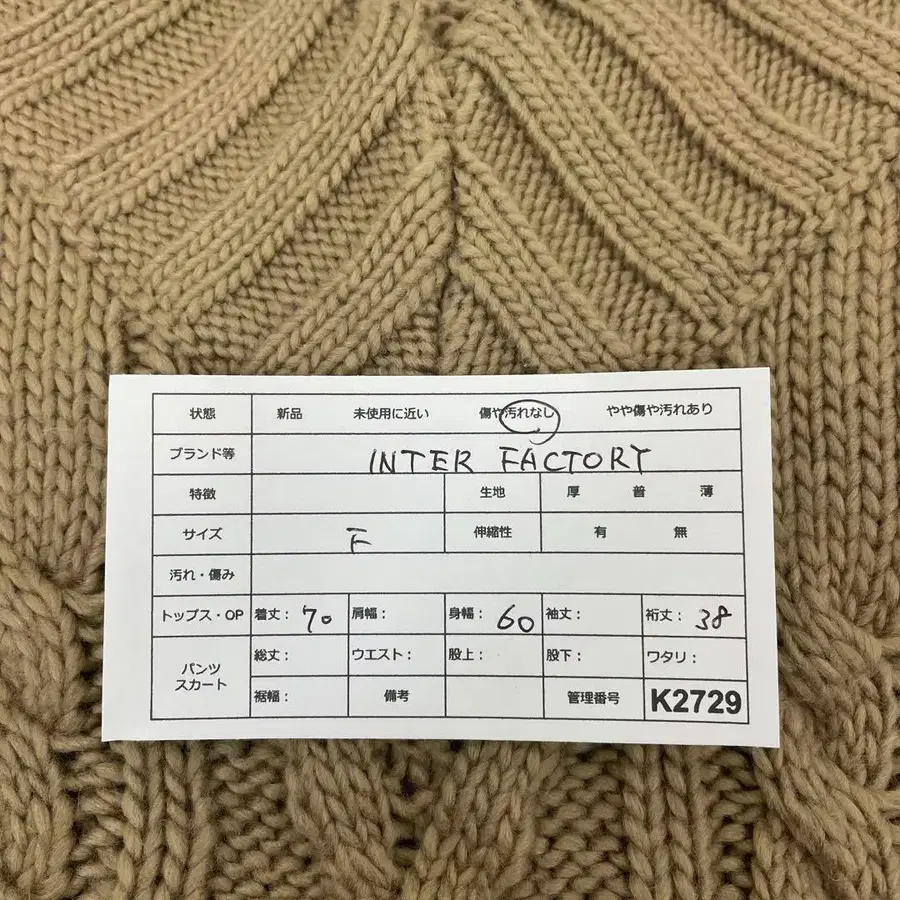 状態 新品 未使用に近い 傷や汚れなし やや傷や汚れあり
ブランド等 INTER FACTORY
特徴 生地 厚 普 薄
サイズ F 伸縮性 有 無
汚れ・傷み
トップス・OP 着丈: 70 肩幅: 身幅: 60 袖丈: 裄丈: 38
パンツ スカート 総丈: ウエスト: 股上: 股下: ワタリ:
裾幅: 備考 管理番号 K2729